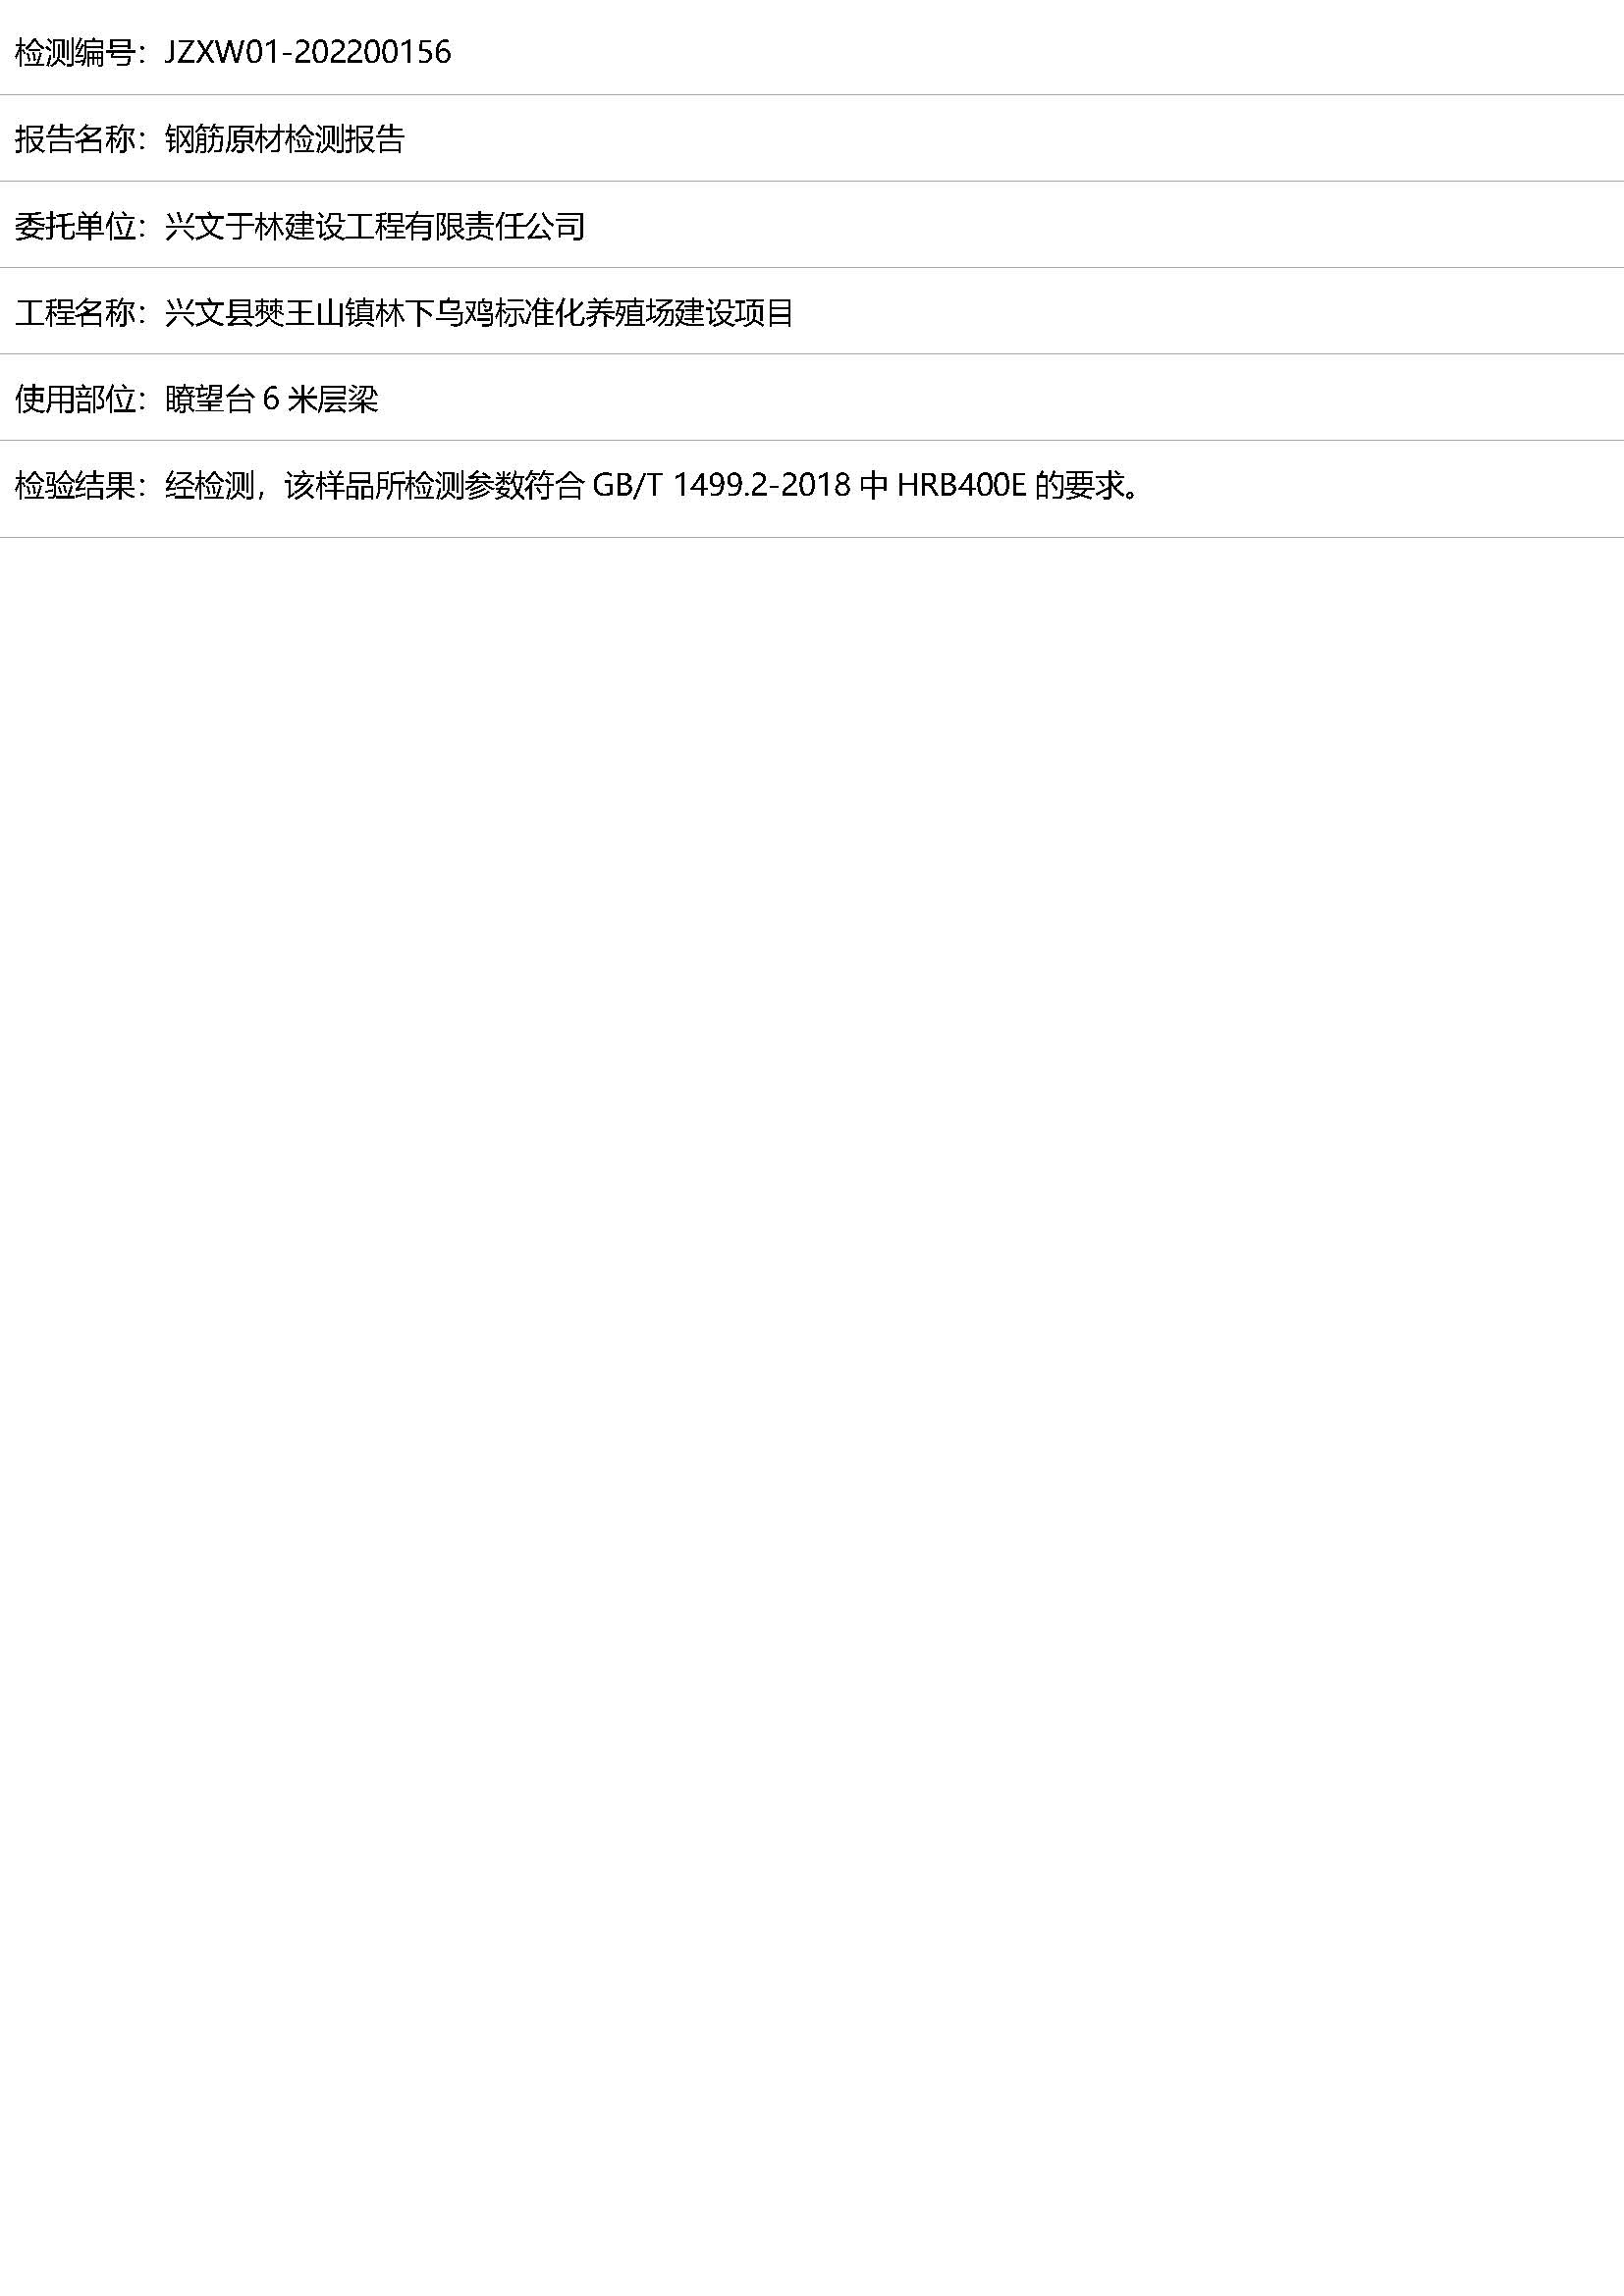 检测编号：JZXW01-202200156
报告名称：钢筋原材检测报告
委托单位：兴文于林建设工程有限责任公司
工程名称：兴文县僰王山镇林下乌鸡标准化养殖场建设项目
使用部位：瞭望台 6 米层梁
检验结果：经检测，该样品所检测参数符合 GB/T 1499.2-2018 中 HRB400E 的要求。